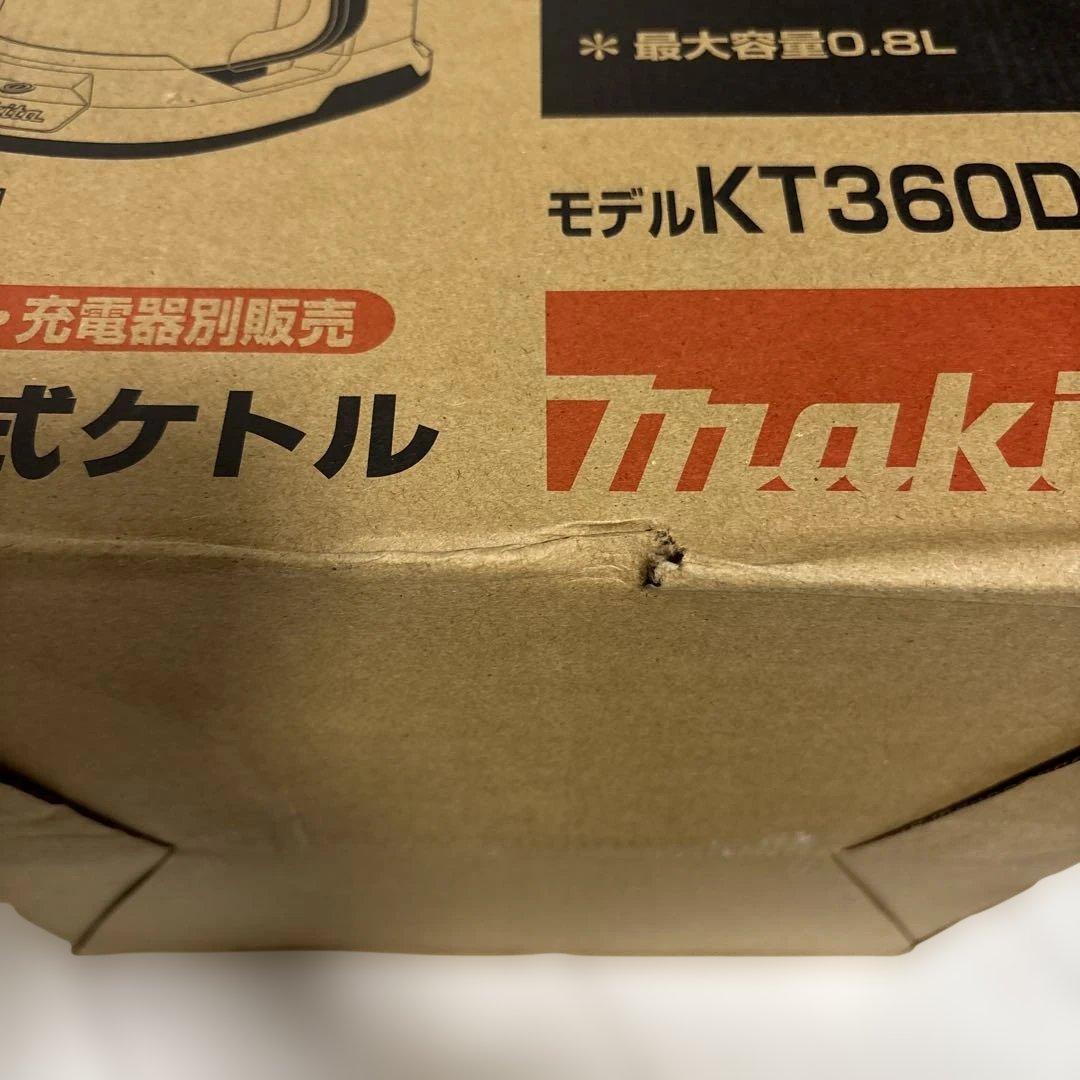 ＊最大容量0.8L
モデルKT360D
・充電器別販売
式ケトル
maki